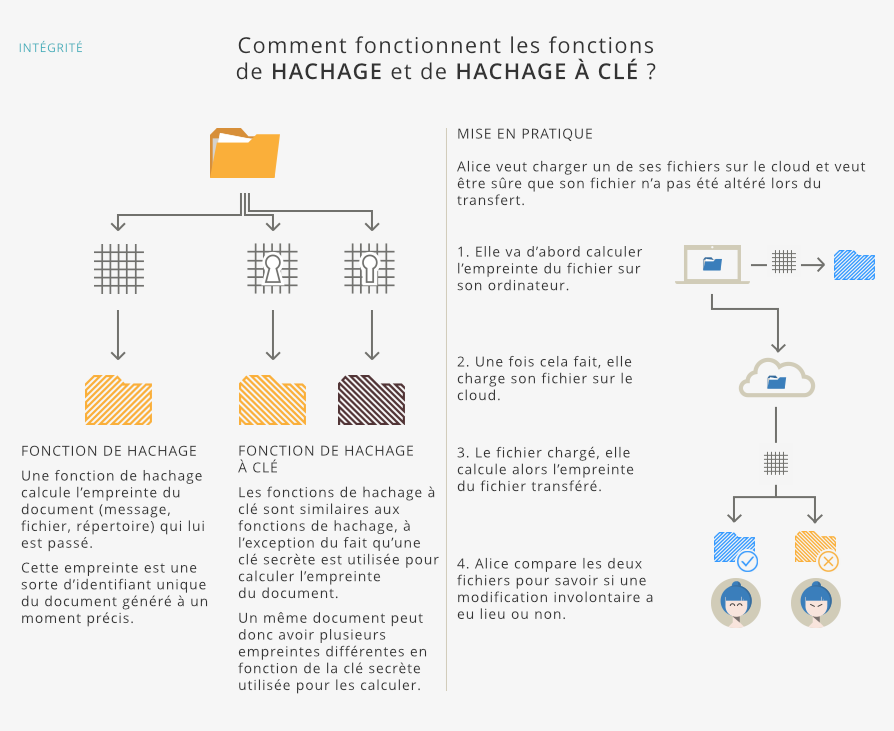 INTÉGRITÉ
Comment fonctionnent les fonctions
de HACHAGE et de HACHAGE À CLÉ ?
FONCTION DE HACHAGE
Une fonction de hachage
calcule l’empreinte du
document (message,
fichier, répertoire) qui lui
est passé.
Cette empreinte est une
sorte d’identifiant unique
du document généré à un
moment précis.
FONCTION DE HACHAGE
À CLÉ
Les fonctions de hachage à
clé sont similaires aux
fonctions de hachage, à
l’exception du fait qu’une
clé secrète est utilisée pour
calculer l’empreinte
du document.
Un même document peut
donc avoir plusieurs
empreintes différentes en
fonction de la clé secrète
utilisée pour les calculer.
MISE EN PRATIQUE
Alice veut charger un de ses fichiers sur le cloud et veut
être sûre que son fichier n’a pas été altéré lors du
transfert.
1. Elle va d’abord calculer
l’empreinte du fichier sur
son ordinateur.
2. Une fois cela fait, elle
charge son fichier sur le
cloud.
3. Le fichier chargé, elle
calcule alors l’empreinte
du fichier transféré.
4. Alice compare les deux
fichiers pour savoir si une
modification involontaire a
eu lieu ou non.